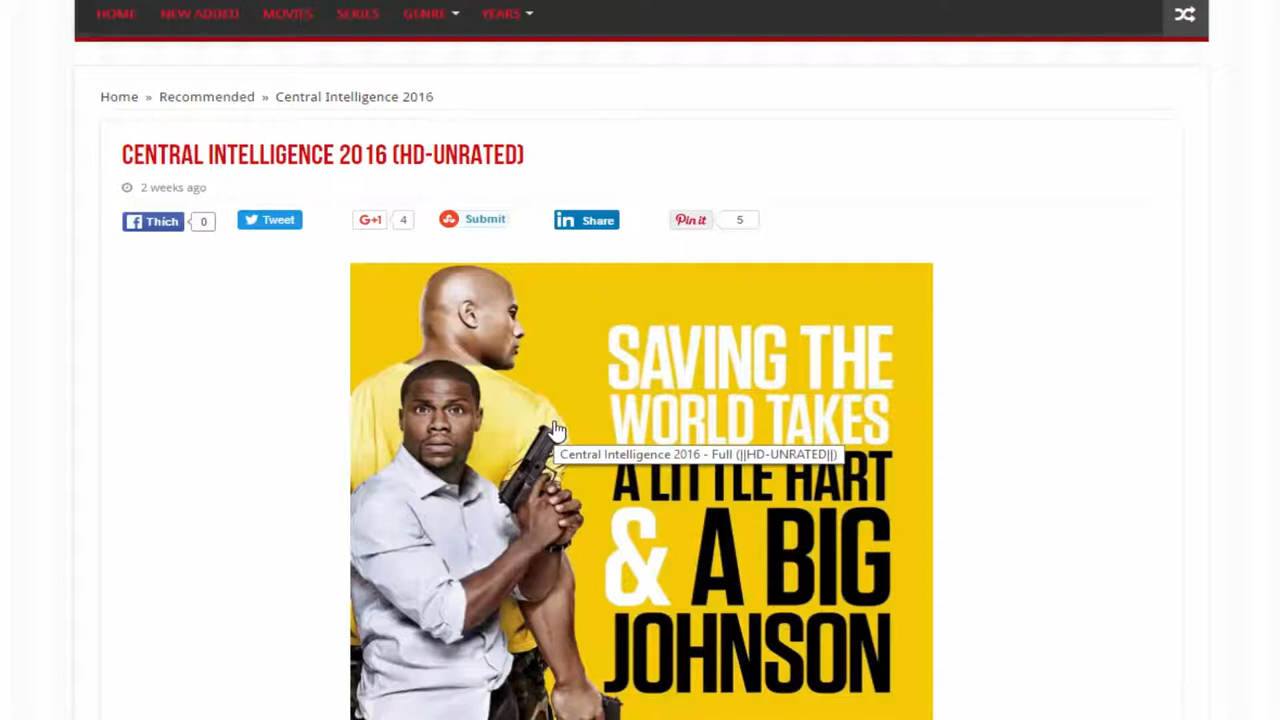 HOME NEW ADDED MOVIES SERIES GENRE YEARS
Home » Recommended » Central Intelligence 2016
CENTRAL INTELLIGENCE 2016 (HD-UNRATED)
2 weeks ago
Thích 0 Tweet G+1 4 Submit in Share Pin it 5
SAVING THE
WORLD TAKES
Central Intelligence 2016 - Full (||HD-UNRATED||)
A LITTLE HART
& A BIG
JOHNSON